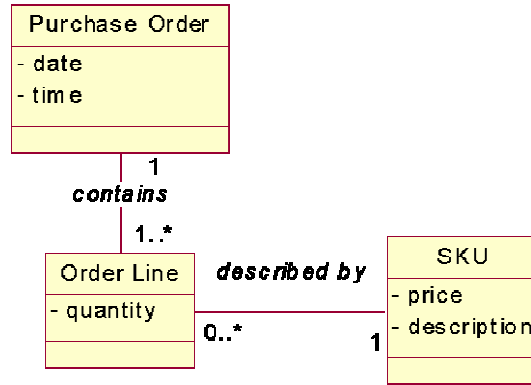 Purchase Order
- date
- time
1
contains
1..*
Order Line
- quantity
described by
0..*
1
SKU
- price
- description